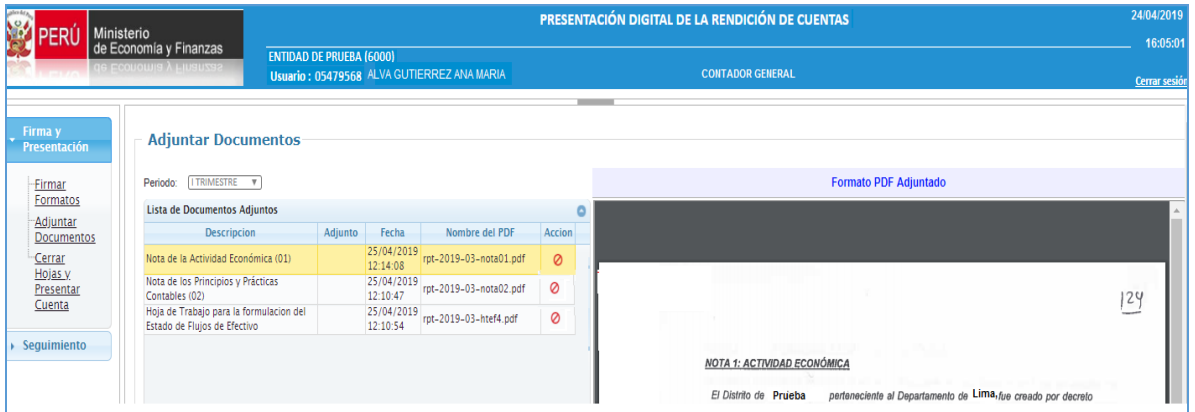 PERÚ
Ministerio
de Economía y Finanzas
PRESENTACIÓN DIGITAL DE LA RENDICIÓN DE CUENTAS
24/04/2019
16:05:01
ENTIDAD DE PRUEBA (6000)
Usuario : 05479568 ALVA GUTIERREZ ANA MARIA
CONTADOR GENERAL
Cerrar sesión
Firma y
Presentación
Firmar
Formatos
Adjuntar
Documentos
Cerrar
Hojas y
Presentar
Cuenta
Seguimiento
Adjuntar Documentos
Periodo: I TRIMESTRE
Lista de Documentos Adjuntos
Descripcion Adjunto Fecha Nombre del PDF Accion
Nota de la Actividad Económica (01) 25/04/2019 12:14:08 rpt-2019-03-nota01.pdf
Nota de los Principios y Prácticas
Contables (02) 25/04/2019 12:10:47 rpt-2019-03-nota02.pdf
Hoja de Trabajo para la formulacion del
Estado de Flujos de Efectivo 25/04/2019 12:10:54 rpt-2019-03-htef4.pdf
Formato PDF Adjuntado
124
NOTA 1: ACTIVIDAD ECONÓMICA
El Distrito de Prueba perteneciente al Departamento de Lima, fue creado por decreto